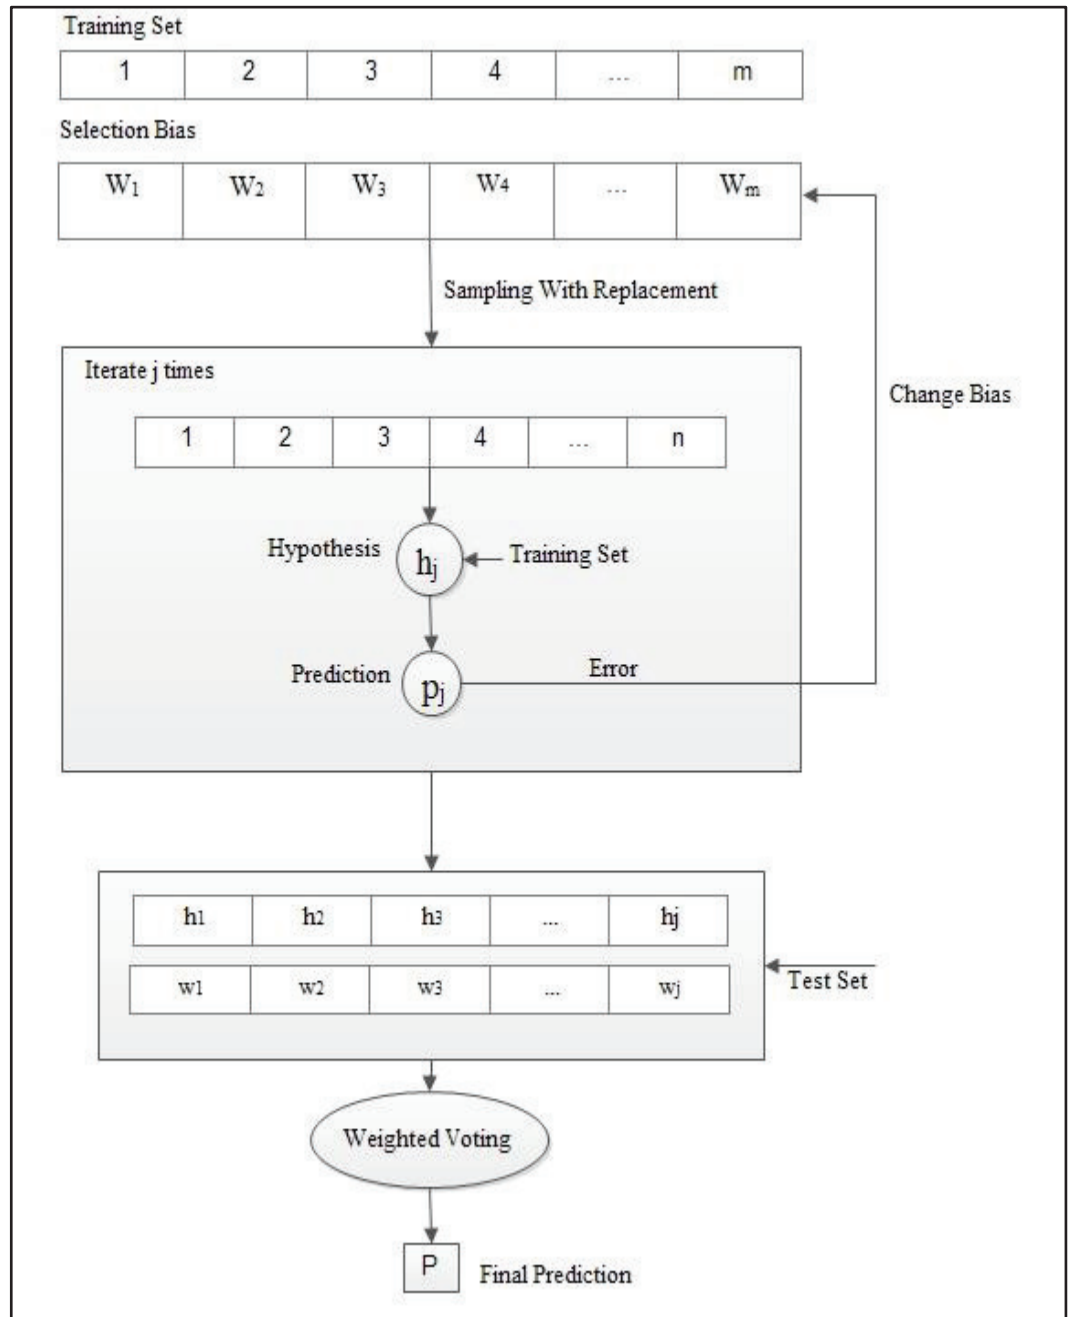 Training Set
1 2 3 4 ... m
Selection Bias
W1 W2 W3 W4 ... Wm
Sampling With Replacement
Iterate j times
Change Bias
1 2 3 4 ... n
Hypothesis hj Training Set
Prediction pj Error
h1 h2 h3 ... hj
w1 w2 w3 ... wj
Test Set
Weighted Voting
P Final Prediction